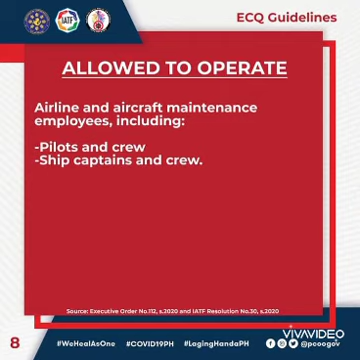 IATF
ECQ Guidelines
ALLOWED TO OPERATE
Airline and aircraft maintenance
employees, including:
-Pilots and crew
-Ship captains and crew.
Source: Executive Order No.112, s.2020 and IATF Resolution No.30, s.2020
VIVAVIDEO
8
#WeHealAsOne #COVID19PH #LagingHandaPH
@pcoogov